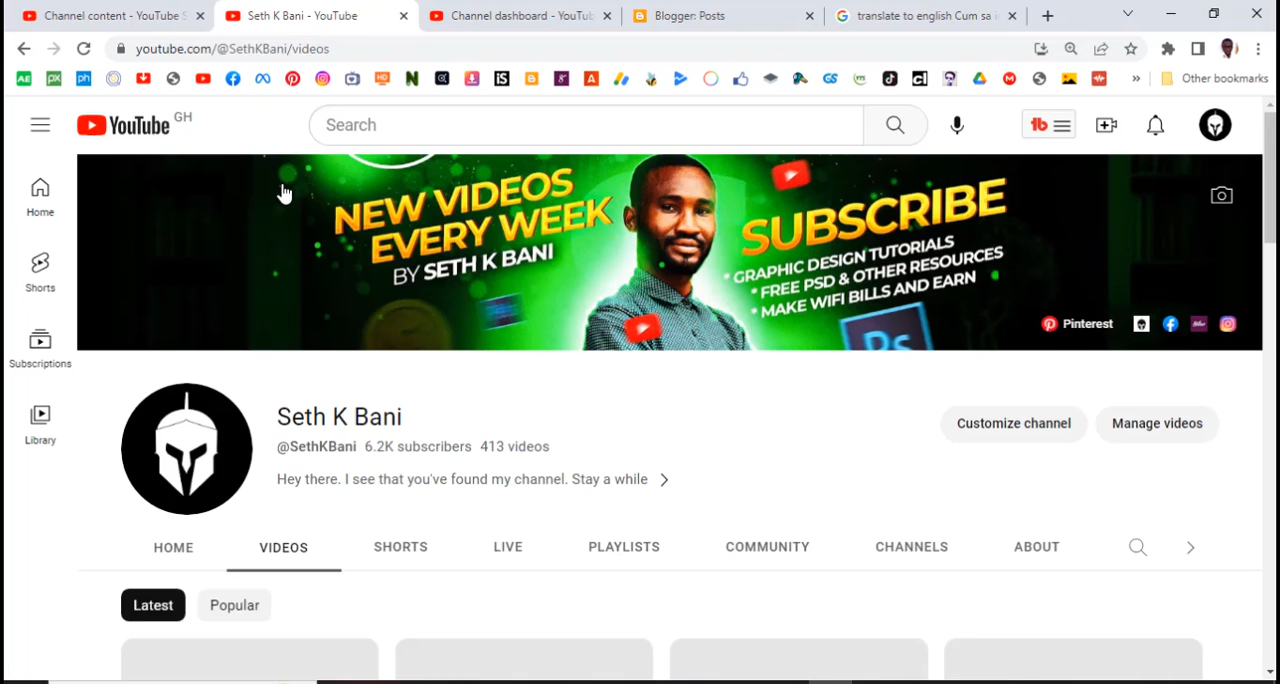 Channel content - YouTube S
Seth K Bani - YouTube
Channel dashboard - YouTub
Blogger: Posts
translate to english Cum sa i
youtube.com/@SethKBani/videos
Other bookmarks
YouTube GH
Search
Home
Shorts
Subscriptions
Library
NEW VIDEOS
EVERY WEEK
BY SETH K BANI
SUBSCRIBE
* GRAPHIC DESIGN TUTORIALS
* FREE PSD & OTHER RESOURCES
* MAKE WIFI BILLS AND EARN
Ps
Pinterest
Seth K Bani
@SethKBani 6.2K subscribers 413 videos
Hey there. I see that you've found my channel. Stay a while
Customize channel
Manage videos
HOME
VIDEOS
SHORTS
LIVE
PLAYLISTS
COMMUNITY
CHANNELS
ABOUT
Latest
Popular